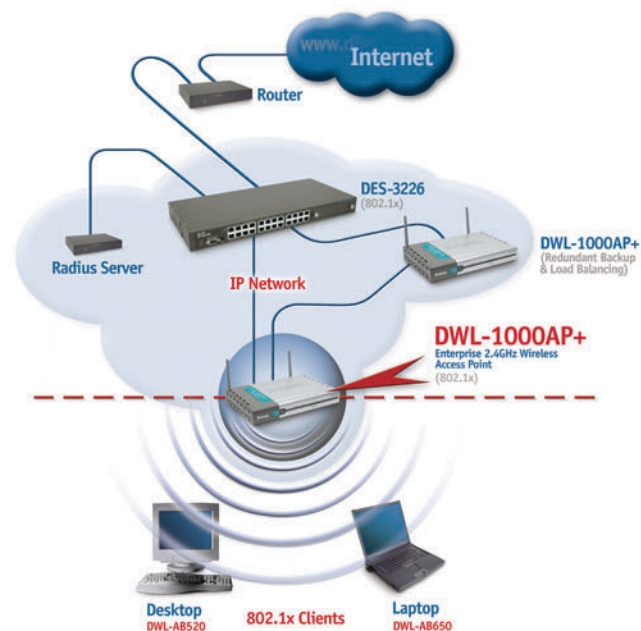 www.dli
Internet
Router
DES-3226
(802.1x)
Radius Server
DWL-1000AP+
(Redundant Backup
& Load Balancing)
IP Network
DWL-1000AP+
Enterprise 2.4GHz Wireless
Access Point
(802.1x)
Desktop
DWL-AB520
802.1x Clients
Laptop
DWL-AB650